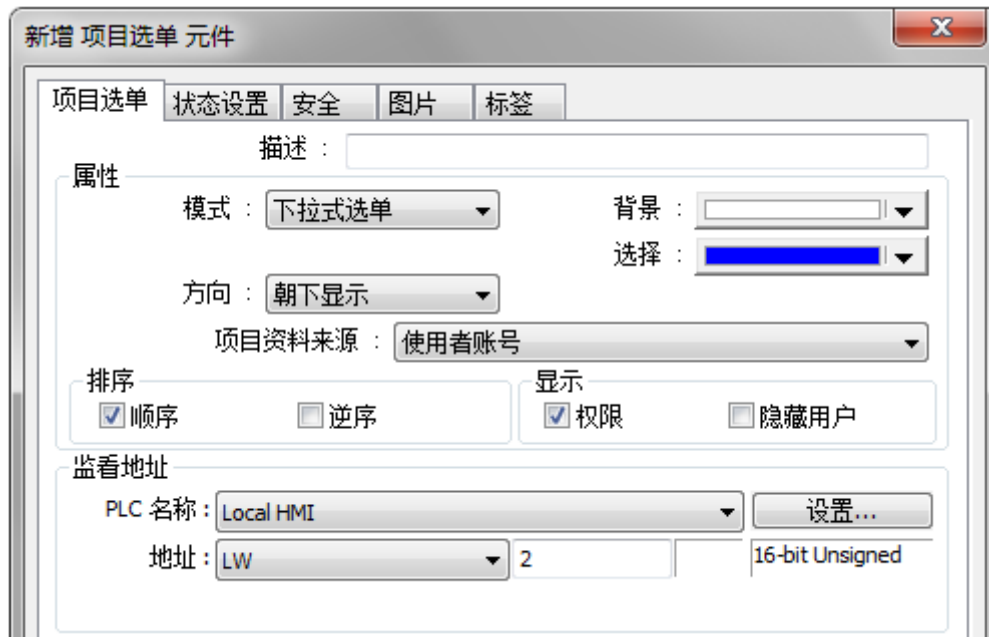 新增 项目选单 元件
项目选单 状态设置 安全 图片 标签
描述 :
属性
模式 : 下拉式选单 背景 :
选择 :
方向 : 朝下显示
项目资料来源 : 使用者账号
排序 显示
顺序 逆序 权限 隐藏用户
监看地址
PLC 名称 : Local HMI 设置...
地址 : LW 2 16-bit Unsigned